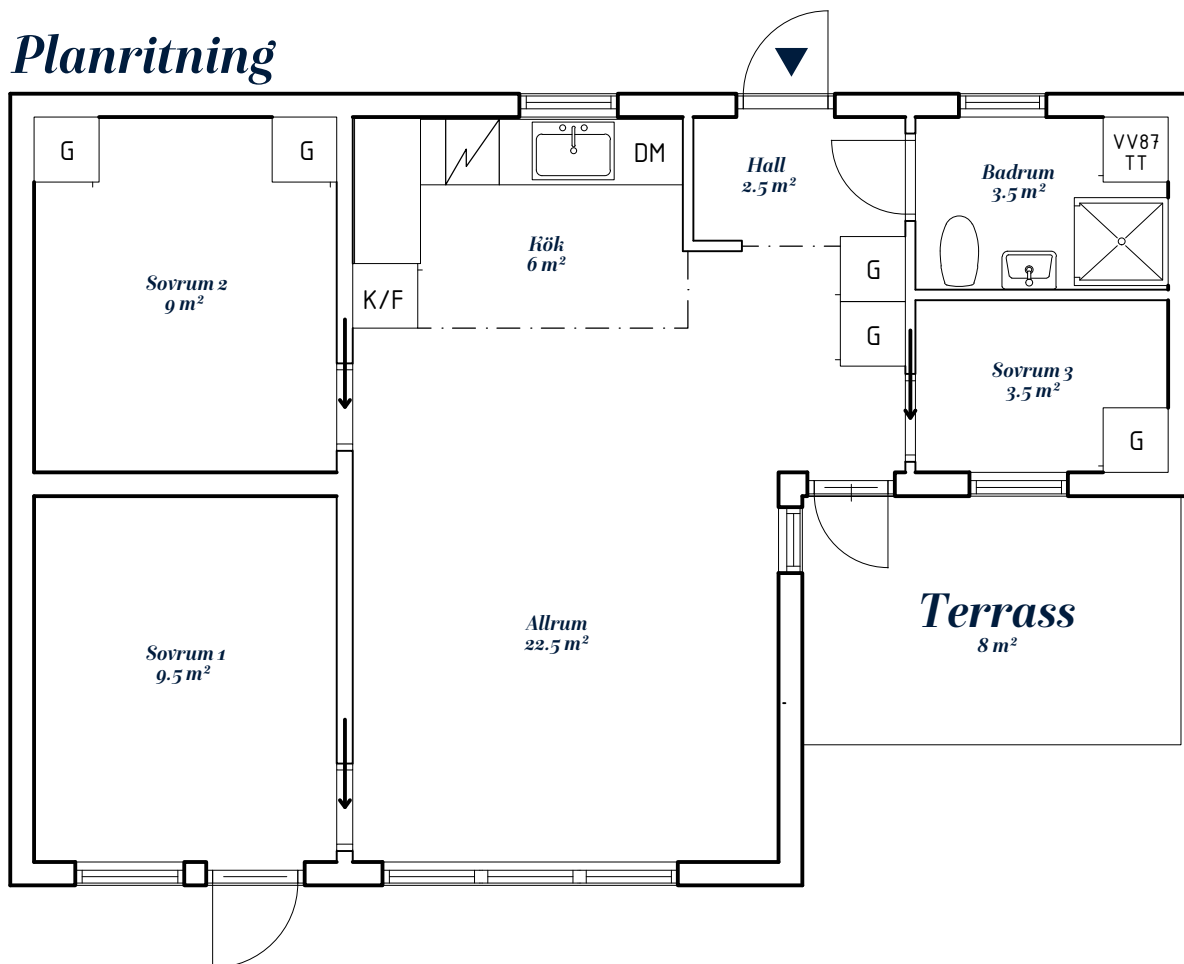 Planritning
G
G
DM
Hall
2.5 m²
Badrum
3.5 m²
VV87
TT
Kök
6 m²
Sovrum 2
9 m²
K/F
G
G
Sovrum 3
3.5 m²
G
Terrass
8 m²
Allrum
22.5 m²
Sovrum 1
9.5 m²